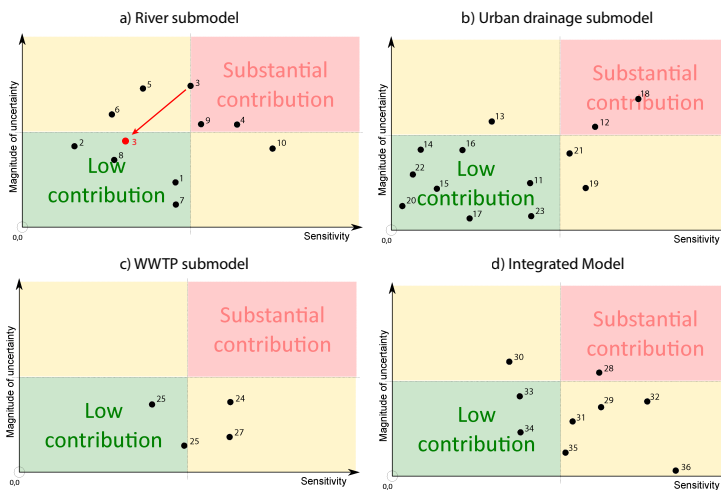 a) River submodel
Magnitude of uncertainty
Substantial
contribution
Low
contribution
5
3
6
9
4
2
3
8
10
1
7
0,0
Sensitivity
b) Urban drainage submodel
Magnitude of uncertainty
Substantial
contribution
Low
contribution
18
13
12
14
16
21
22
15
11
19
20
17
23
0,0
Sensitivity
c) WWTP submodel
Magnitude of uncertainty
Substantial
contribution
Low
contribution
25
24
25
27
0,0
Sensitivity
d) Integrated Model
Magnitude of uncertainty
Substantial
contribution
Low
contribution
30
28
33
29
32
31
34
35
36
0,0
Sensitivity